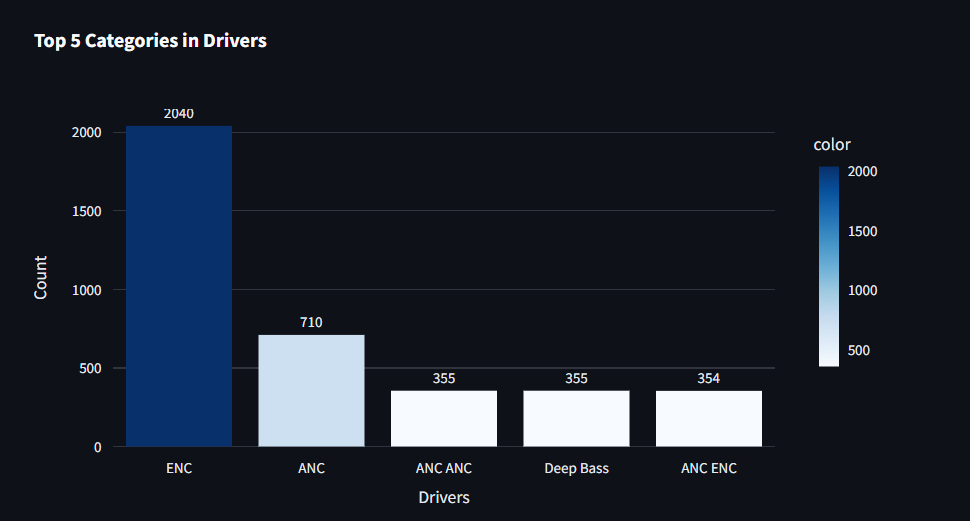 Top 5 Categories in Drivers
2040
2000
1500
1000
500
0
Count
710
355
355
354
ENC
ANC
ANC ANC
Deep Bass
ANC ENC
Drivers
color
2000
1500
1000
500